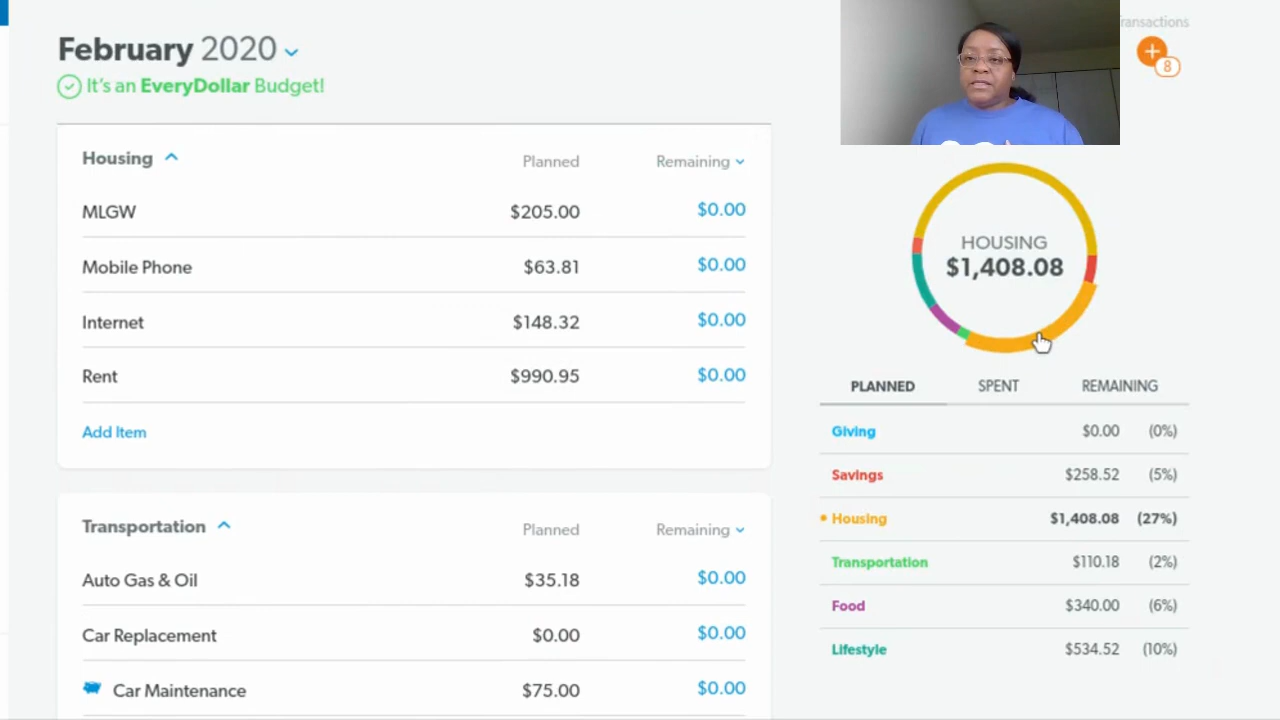 February 2020
It's an EveryDollar Budget!
Housing Planned Remaining
MLGW $205.00 $0.00
Mobile Phone $63.81 $0.00
Internet $148.32 $0.00
Rent $990.95 $0.00
Add Item
Transportation Planned Remaining
Auto Gas & Oil $35.18 $0.00
Car Replacement $0.00 $0.00
Car Maintenance $75.00 $0.00
ransactions
8
HOUSING
$1,408.08
PLANNED SPENT REMAINING
Giving $0.00 (0%)
Savings $258.52 (5%)
Housing $1,408.08 (27%)
Transportation $110.18 (2%)
Food $340.00 (6%)
Lifestyle $534.52 (10%)